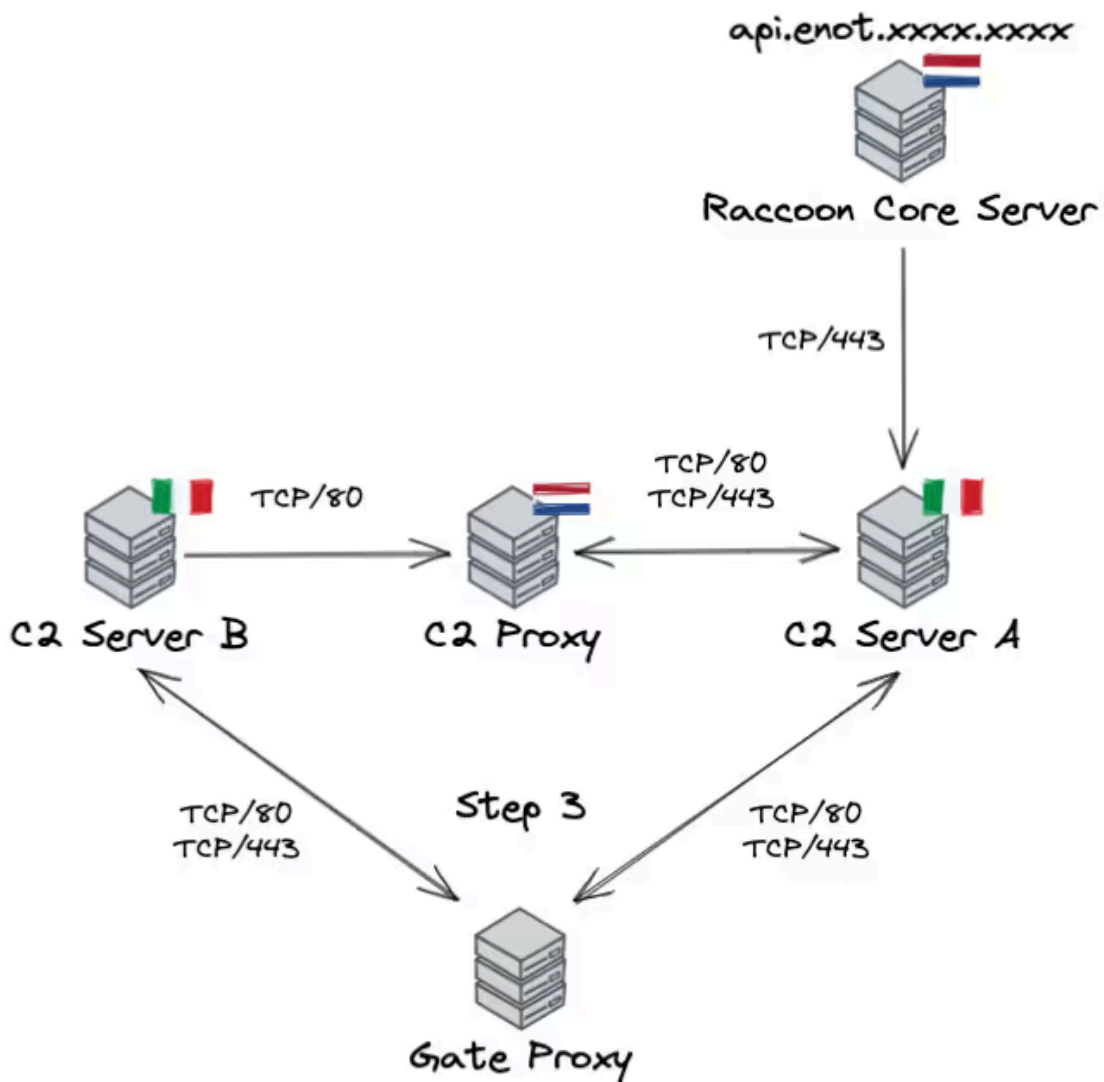 api.enot.xxxx.xxxx
Raccoon Core Server
TCP/443
TCP/80
TCP/80
TCP/443
C2 Server B
C2 Proxy
C2 Server A
Step 3
TCP/80
TCP/443
TCP/80
TCP/443
Gate Proxy